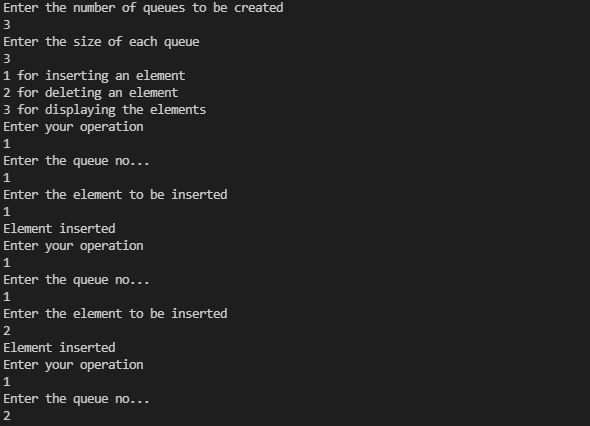 Enter the number of queues to be created
3
Enter the size of each queue
3
1 for inserting an element
2 for deleting an element
3 for displaying the elements
Enter your operation
1
Enter the queue no...
1
Enter the element to be inserted
1
Element inserted
Enter your operation
1
Enter the queue no...
1
Enter the element to be inserted
2
Element inserted
Enter your operation
1
Enter the queue no...
2